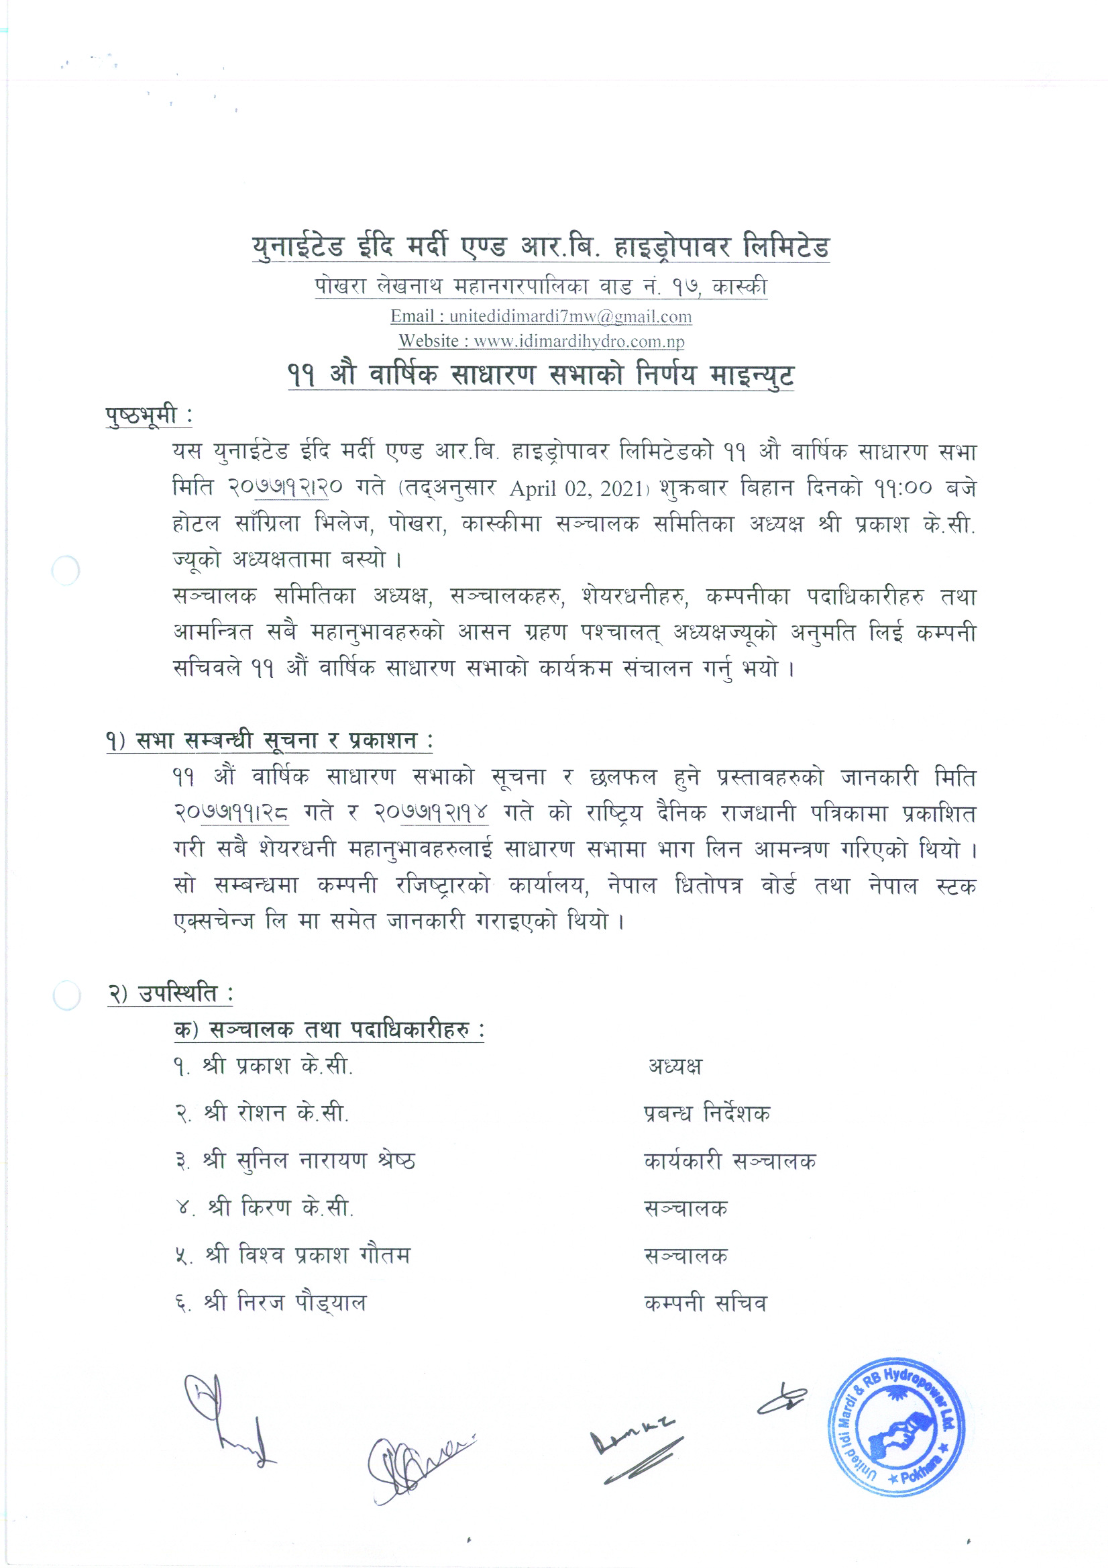 युनाईटेड ईदि मर्दी एण्ड आर.बि. हाइड्रोपावर लिमिटेड
पोखरा लेखनाथ महानगरपालिका वाड नं. १७, कास्की
Email : unitedidimardi7mw@gmail.com
Website : www.idimardihydro.com.np
११ औ वार्षिक साधारण सभाको निर्णय माइन्युट
पुष्ठभूमी :
यस युनाईटेड ईदि मर्दी एण्ड आर.बि. हाइड्रोपावर लिमिटेडको ११ औ वार्षिक साधारण सभा
मिति २०७७।१२।२० गते (तद्अनुसार April 02, 2021) शुक्रबार बिहान दिनको ११:०० बजे
होटल साँग्रिला भिलेज, पोखरा, कास्कीमा सञ्चालक समितिका अध्यक्ष श्री प्रकाश के.सी.
ज्यूको अध्यक्षतामा बस्यो ।
सञ्चालक समितिका अध्यक्ष, सञ्चालकहरु, शेयरधनीहरु, कम्पनीका पदाधिकारीहरु तथा
आमन्त्रित सबै महानुभावहरुको आसन ग्रहण पश्चालत् अध्यक्षज्यूको अनुमति लिई कम्पनी
सचिवले ११ औं वार्षिक साधारण सभाको कार्यक्रम संचालन गर्नु भयो ।
१) सभा सम्बन्धी सूचना र प्रकाशन :
११ औं वार्षिक साधारण सभाको सूचना र छलफल हुने प्रस्तावहरुको जानकारी मिति
२०७७।११।२८ गते र २०७७।१२।१४ गते को राष्ट्रिय दैनिक राजधानी पत्रिकामा प्रकाशित
गरी सबै शेयरधनी महानुभावहरुलाई साधारण सभामा भाग लिन आमन्त्रण गरिएको थियो ।
सो सम्बन्धमा कम्पनी रजिष्ट्रारको कार्यालय, नेपाल धितोपत्र वोर्ड तथा नेपाल स्टक
एक्सचेन्ज लि मा समेत जानकारी गराइएको थियो ।
२) उपस्थिति :
क) सञ्चालक तथा पदाधिकारीहरु :
१. श्री प्रकाश के.सी. अध्यक्ष
२. श्री रोशन के.सी. प्रबन्ध निर्देशक
३. श्री सुनिल नारायण श्रेष्ठ कार्यकारी सञ्चालक
४. श्री किरण के.सी. सञ्चालक
५. श्री विश्व प्रकाश गौतम सञ्चालक
६. श्री निरज पौड्याल कम्पनी सचिव
United Idi Mardi & RB Hydropower Ltd.
Pokhara